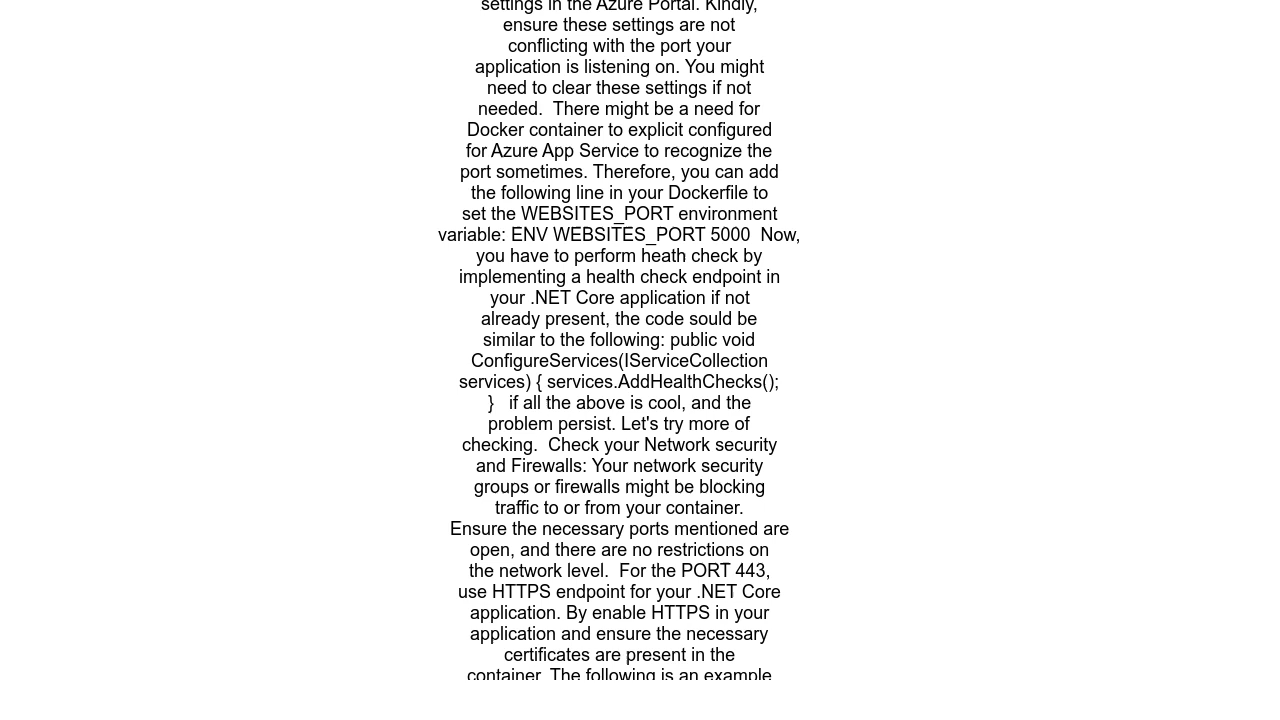 settings in the Azure Portal. Kindly,
ensure these settings are not
conflicting with the port your
application is listening on. You might
need to clear these settings if not
needed.  There might be a need for
Docker container to explicit configured
for Azure App Service to recognize the
port sometimes. Therefore, you can add
the following line in your Dockerfile to
set the WEBSITES_PORT environment
variable: ENV WEBSITES_PORT 5000  Now,
you have to perform heath check by
implementing a health check endpoint in
your .NET Core application if not
already present, the code sould be
similar to the following: public void
ConfigureServices(IServiceCollection
services) { services.AddHealthChecks();
}   if all the above is cool, and the
problem persist. Let's try more of
checking.  Check your Network security
and Firewalls: Your network security
groups or firewalls might be blocking
traffic to or from your container.
Ensure the necessary ports mentioned are
open, and there are no restrictions on
the network level.  For the PORT 443,
use HTTPS endpoint for your .NET Core
application. By enable HTTPS in your
application and ensure the necessary
certificates are present in the
container. The following is an example